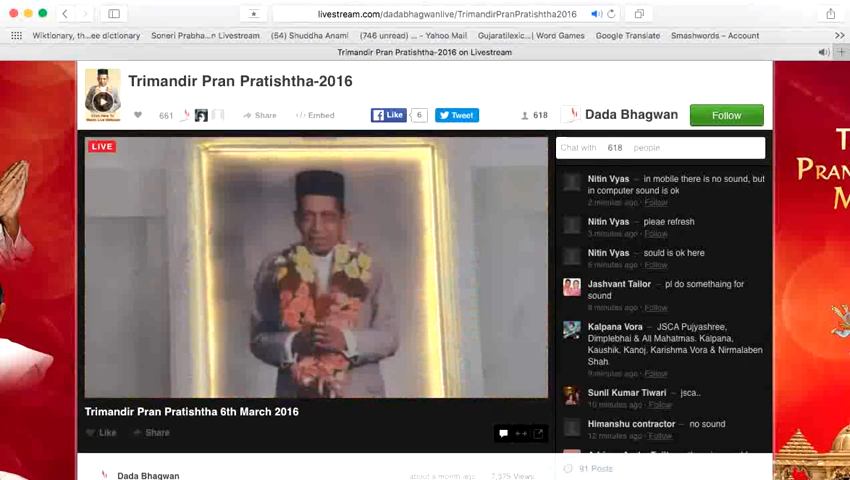 livestream.com/dadabhagwanlive/TrimandirPranPratishtha2016
Wiktionary, th...ee dictionary
Soneri Prabha...n Livestream
(54) Shuddha Anami
(746 unread) ... - Yahoo Mail
Gujaratilexic...| Word Games
Google Translate
Smashwords – Account
Trimandir Pran Pratishtha-2016 on Livestream
Trimandir Pran Pratishtha-2016
661
Share
</> Embed
Like
6
Tweet
618
Dada Bhagwan
Follow
LIVE
Chat with 618 people
Nitin Vyas – in mobile there is no sound, but
in computer sound is ok
2 minutes ago · Follow
Nitin Vyas – pleae refresh
3 minutes ago · Follow
Nitin Vyas – sould is ok here
6 minutes ago · Follow
Jashvant Tailor – pl do somethaing for
sound
8 minutes ago · Follow
Kalpana Vora – JSCA Pujyashree,
Dimplebhai & All Mahatmas. Kalpana,
Kaushik, Kanoj, Karishma Vora & Nirmalaben
Shah.
9 minutes ago · Follow
Sunil Kumar Tiwari – jsca..
10 minutes ago · Follow
Himanshu contractor – no sound
12 minutes ago · Follow
Trimandir Pran Pratishtha 6th March 2016
Like
Share
91 Posts
Dada Bhagwan
about a month ago
7,375 Views